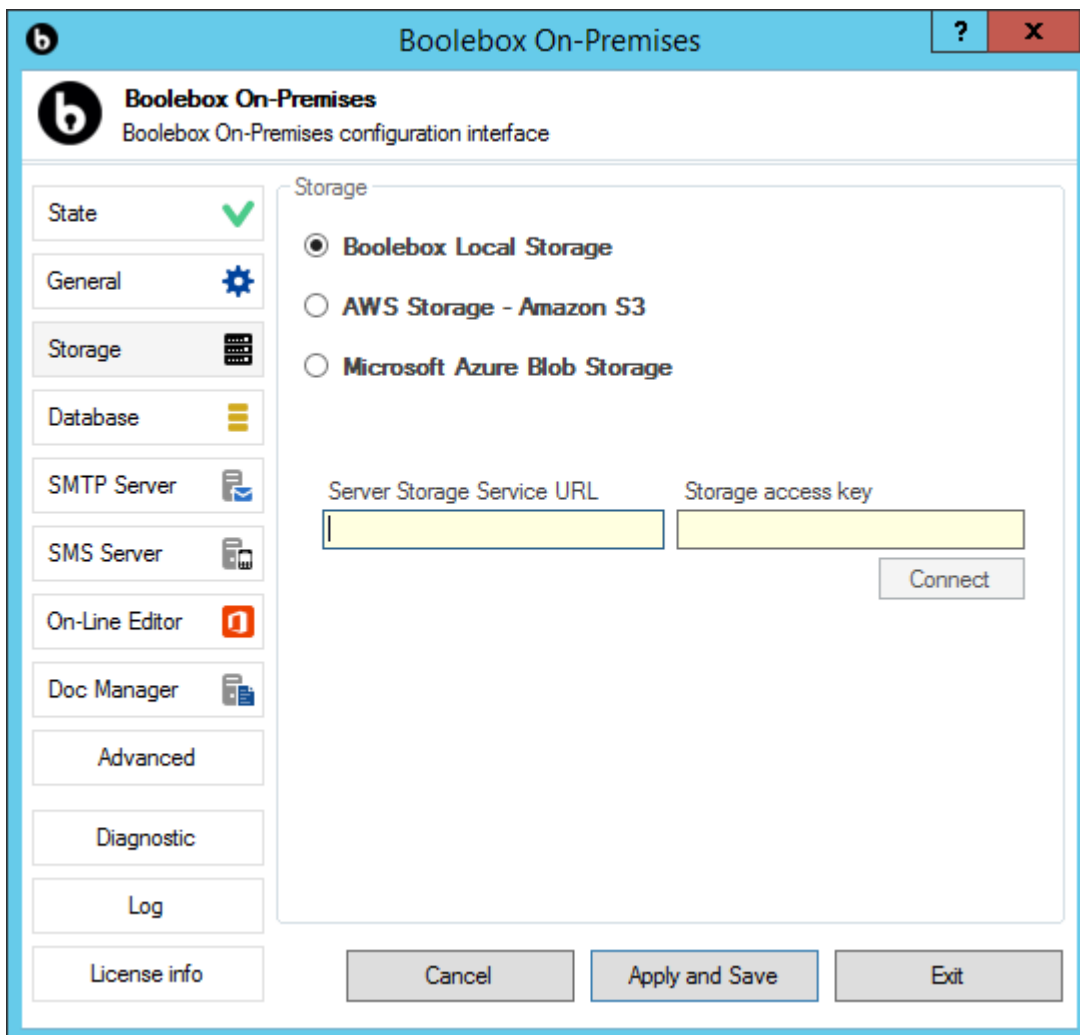 Boolebox On-Premises
?
x
Boolebox On-Premises
Boolebox On-Premises configuration interface
State
General
Storage
Database
SMTP Server
SMS Server
On-Line Editor
Doc Manager
Advanced
Diagnostic
Log
License info
Storage
Boolebox Local Storage
AWS Storage - Amazon S3
Microsoft Azure Blob Storage
Server Storage Service URL
Storage access key
Connect
Cancel
Apply and Save
Exit